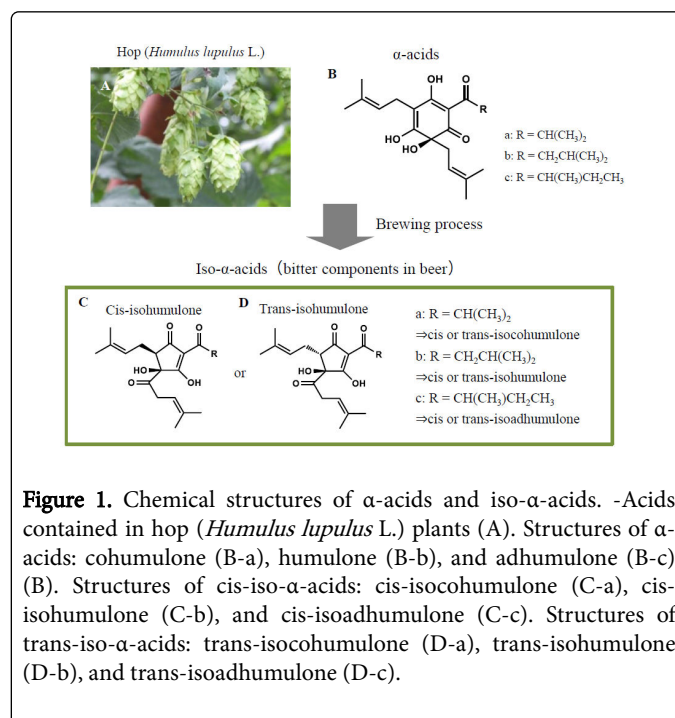 Hop (Humulus lupulus L.)
A
B
α-acids
OH
O
R
HO
HO
O
a: R = CH(CH₃)₂
b: R = CH₂CH(CH₃)₂
c: R = CH(CH₃)CH₂CH₃
Brewing process
Iso-α-acids (bitter components in beer)
C
Cis-isohumulone
O
O
R
HO
O
OH
or
D
Trans-isohumulone
O
O
R
HO
O
OH
a: R = CH(CH₃)₂
⇒cis or trans-isocohumulone
b: R = CH₂CH(CH₃)₂
⇒cis or trans-isohumulone
c: R = CH(CH₃)CH₂CH₃
⇒cis or trans-isoadhumulone
Figure 1. Chemical structures of α-acids and iso-α-acids. -Acids
contained in hop (Humulus lupulus L.) plants (A). Structures of α-
acids: cohumulone (B-a), humulone (B-b), and adhumulone (B-c)
(B). Structures of cis-iso-α-acids: cis-isocohumulone (C-a), cis-
isohumulone (C-b), and cis-isoadhumulone (C-c). Structures of
trans-iso-α-acids: trans-isocohumulone (D-a), trans-isohumulone
(D-b), and trans-isoadhumulone (D-c).